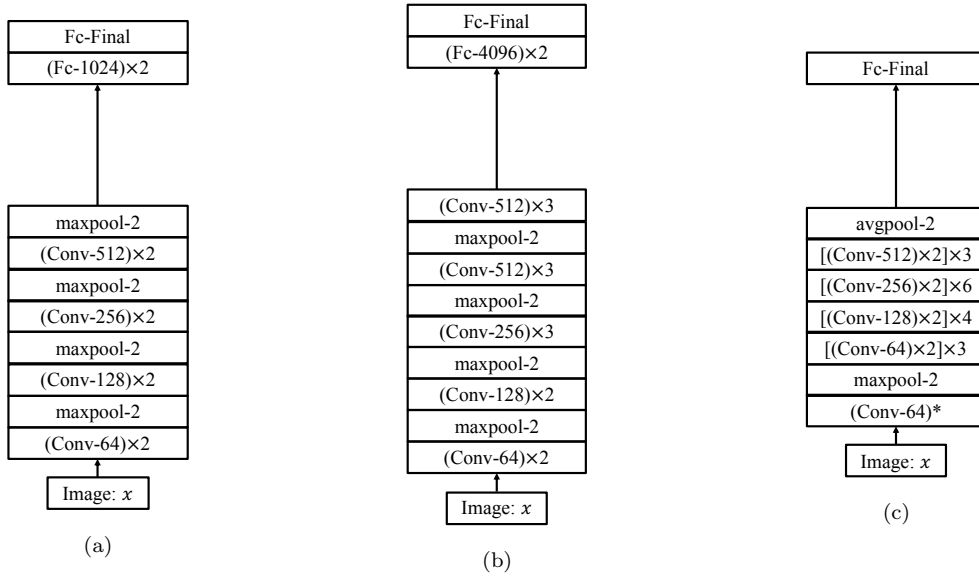 Fc-Final
(Fc-1024)×2
maxpool-2
(Conv-512)×2
maxpool-2
(Conv-256)×2
maxpool-2
(Conv-128)×2
maxpool-2
(Conv-64)×2
Image: x
(a)
Fc-Final
(Fc-4096)×2
(Conv-512)×3
maxpool-2
(Conv-512)×3
maxpool-2
(Conv-256)×3
maxpool-2
(Conv-128)×2
maxpool-2
(Conv-64)×2
Image: x
(b)
Fc-Final
avgpool-2
[(Conv-512)×2]×3
[(Conv-256)×2]×6
[(Conv-128)×2]×4
[(Conv-64)×2]×3
maxpool-2
(Conv-64)*
Image: x
(c)